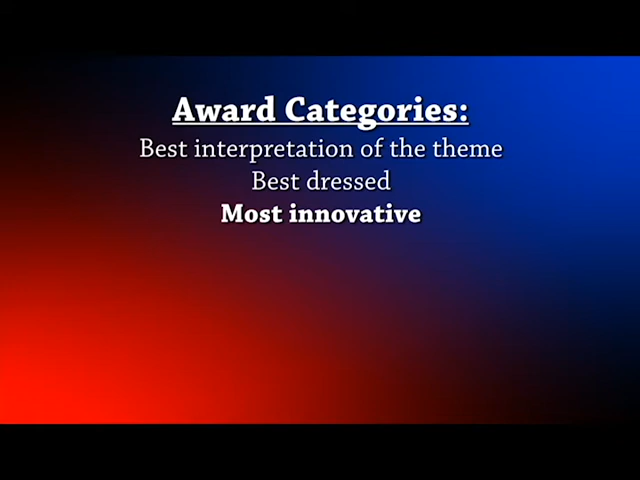 Award Categories:
Best interpretation of the theme
Best dressed
Most innovative